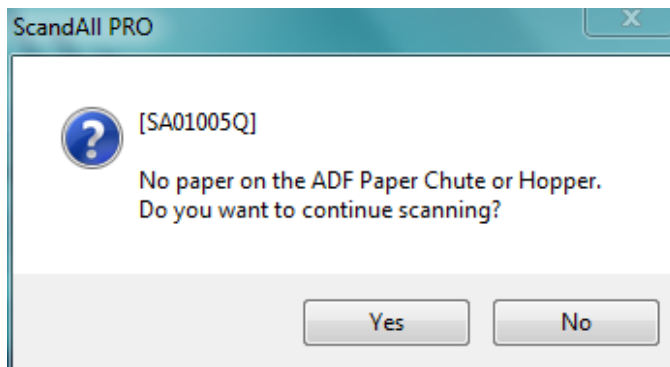 ScandAll PRO
X
[SA01005Q]
?
No paper on the ADF Paper Chute or Hopper.
Do you want to continue scanning?
Yes
No